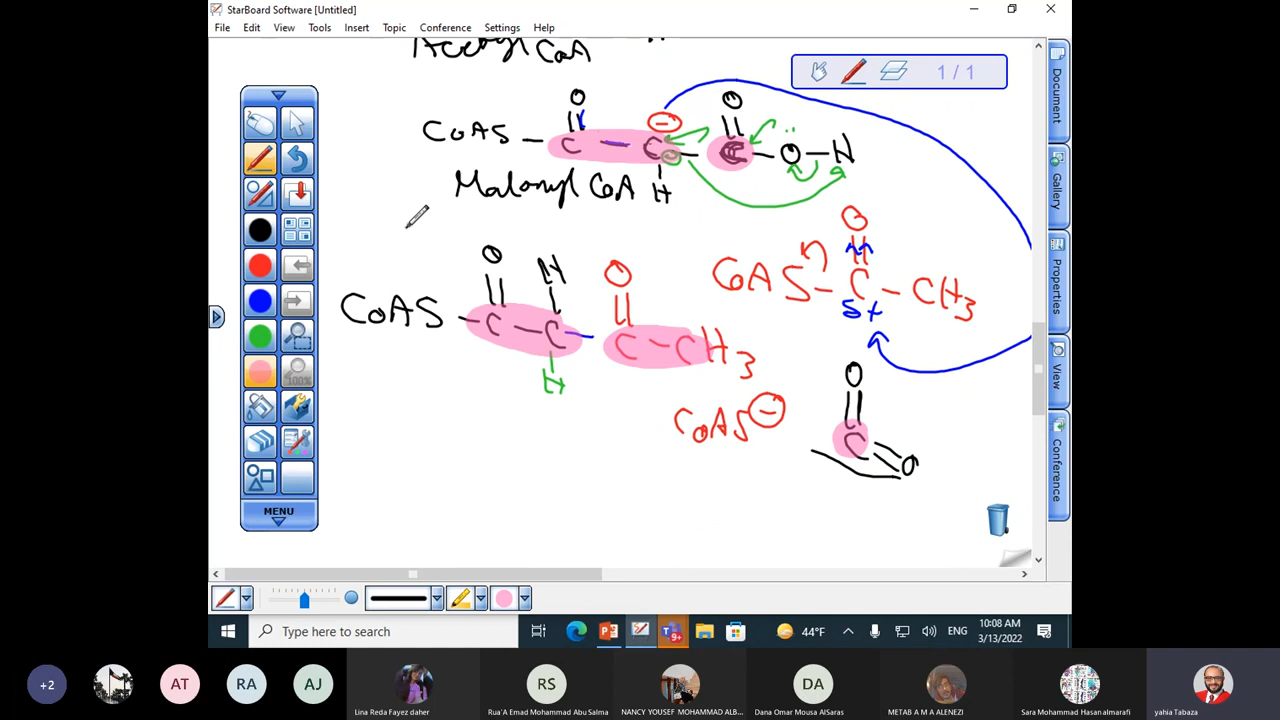 StarBoard Software [Untitled]
File Edit View Tools Insert Topic Conference Settings Help
Acetyl CoA
1 / 1
Document
Gallery
Properties
View
Conference
O O
CoAS - C - C - C - O - H
Malonyl CoA H
O
CoAS - C - CH3
δ+
O H O
CoAS - C - C - C - CH3
H
CoAS -
O
C
O
100%
MENU
Type here to search
9+
44°F
ENG
10:08 AM
3/13/2022
+2
AT
RA
AJ
RS
DA
Lina Reda Fayez daher
Rua'A Emad Mohammad Abu Salma
NANCY YOUSEF MOHAMMAD ALB...
Dana Omar Mousa AlSaras
METAB A M A ALENEZI
Sara Mohammad Hasan almarafi
yahia Tabaza